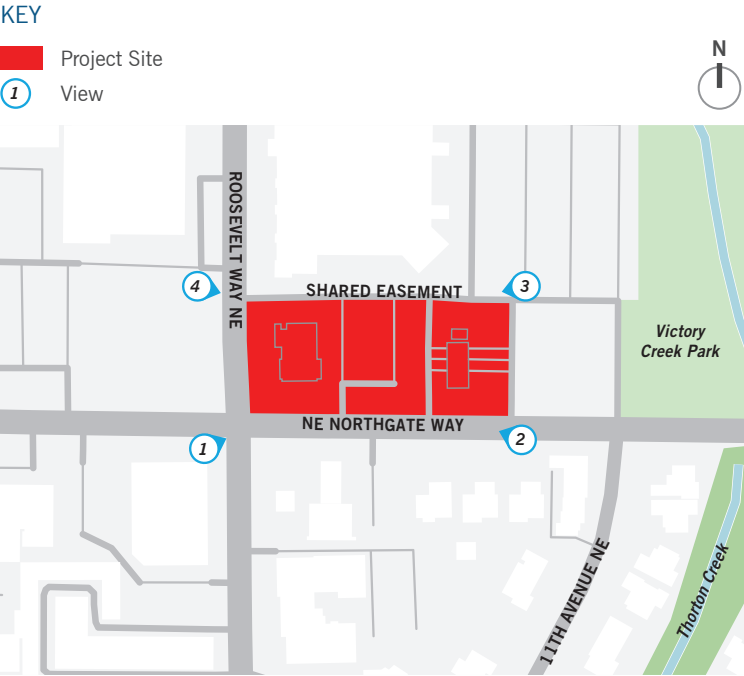 KEY
Project Site
1
View
N
ROOSEVELT WAY NE
4
SHARED EASEMENT
3
Victory
Creek Park
NE NORTHGATE WAY
1
2
11TH AVENUE NE
Thorton Creek